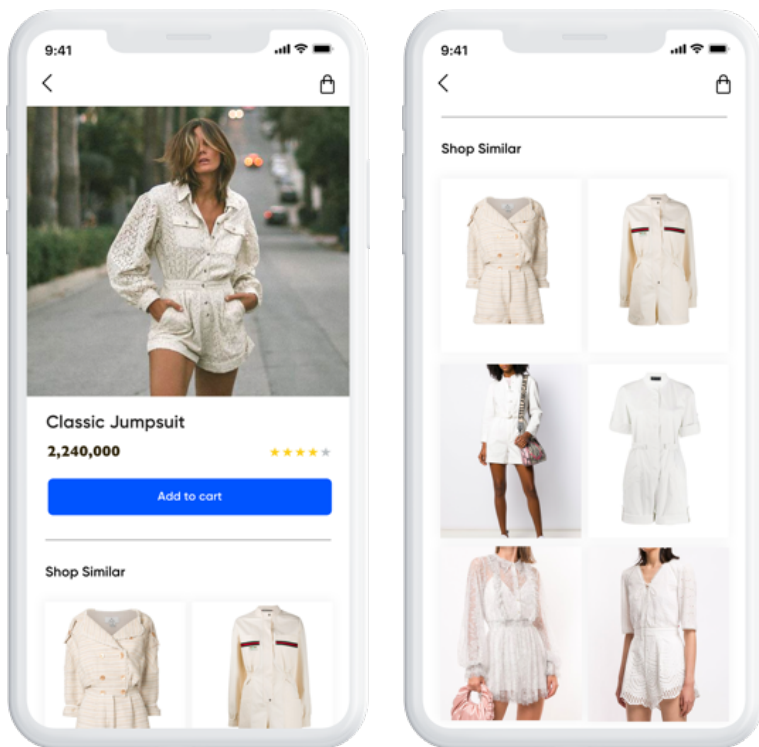 9:41
Classic Jumpsuit
2,240,000
Add to cart
Shop Similar
9:41
Shop Similar